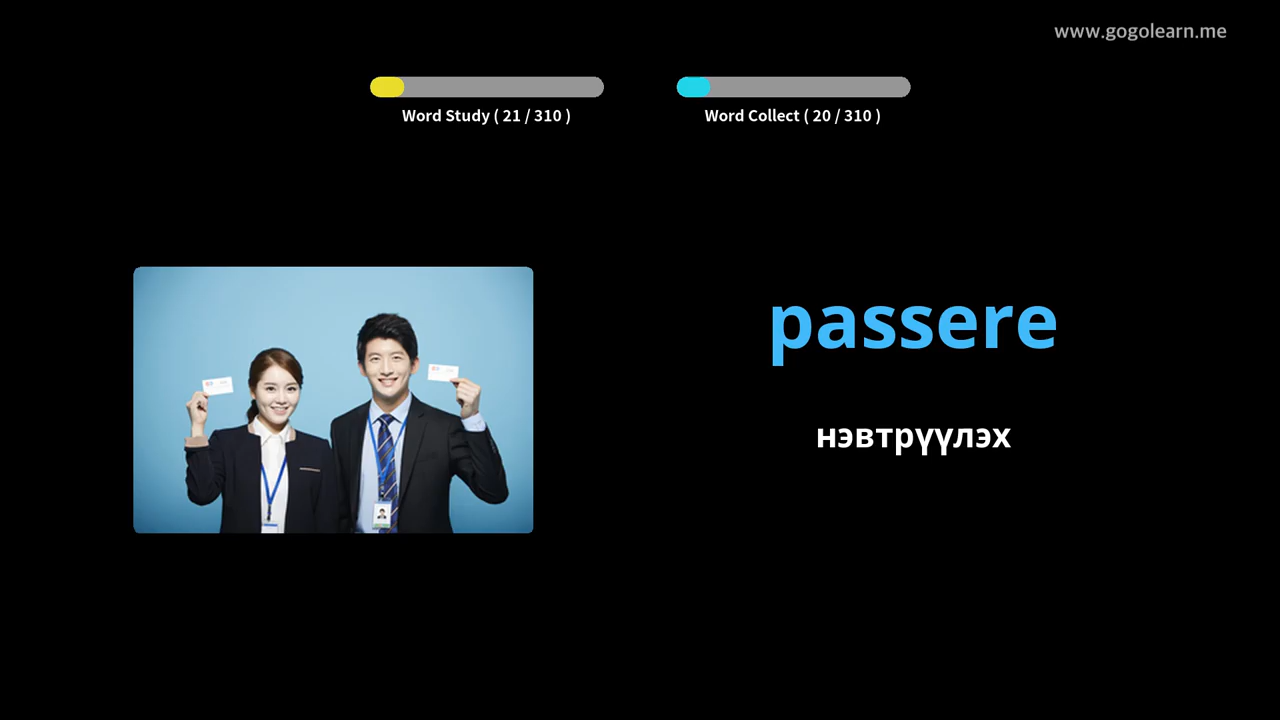 www.gogolearn.me
Word Study ( 21 / 310 )
Word Collect ( 20 / 310 )
passere
нэвтрүүлэх